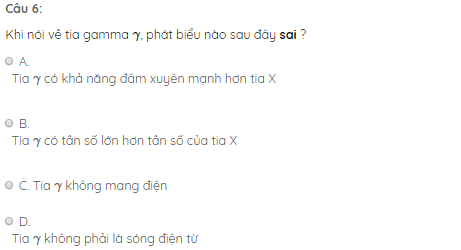 Câu 6:
Khi nói về tia gamma γ, phát biểu nào sau đây sai ?
A.
Tia γ có khả năng đâm xuyên mạnh hơn tia X
B.
Tia γ có tần số lớn hơn tần số của tia X
C. Tia γ không mang điện
D.
Tia γ không phải là sóng điện từ